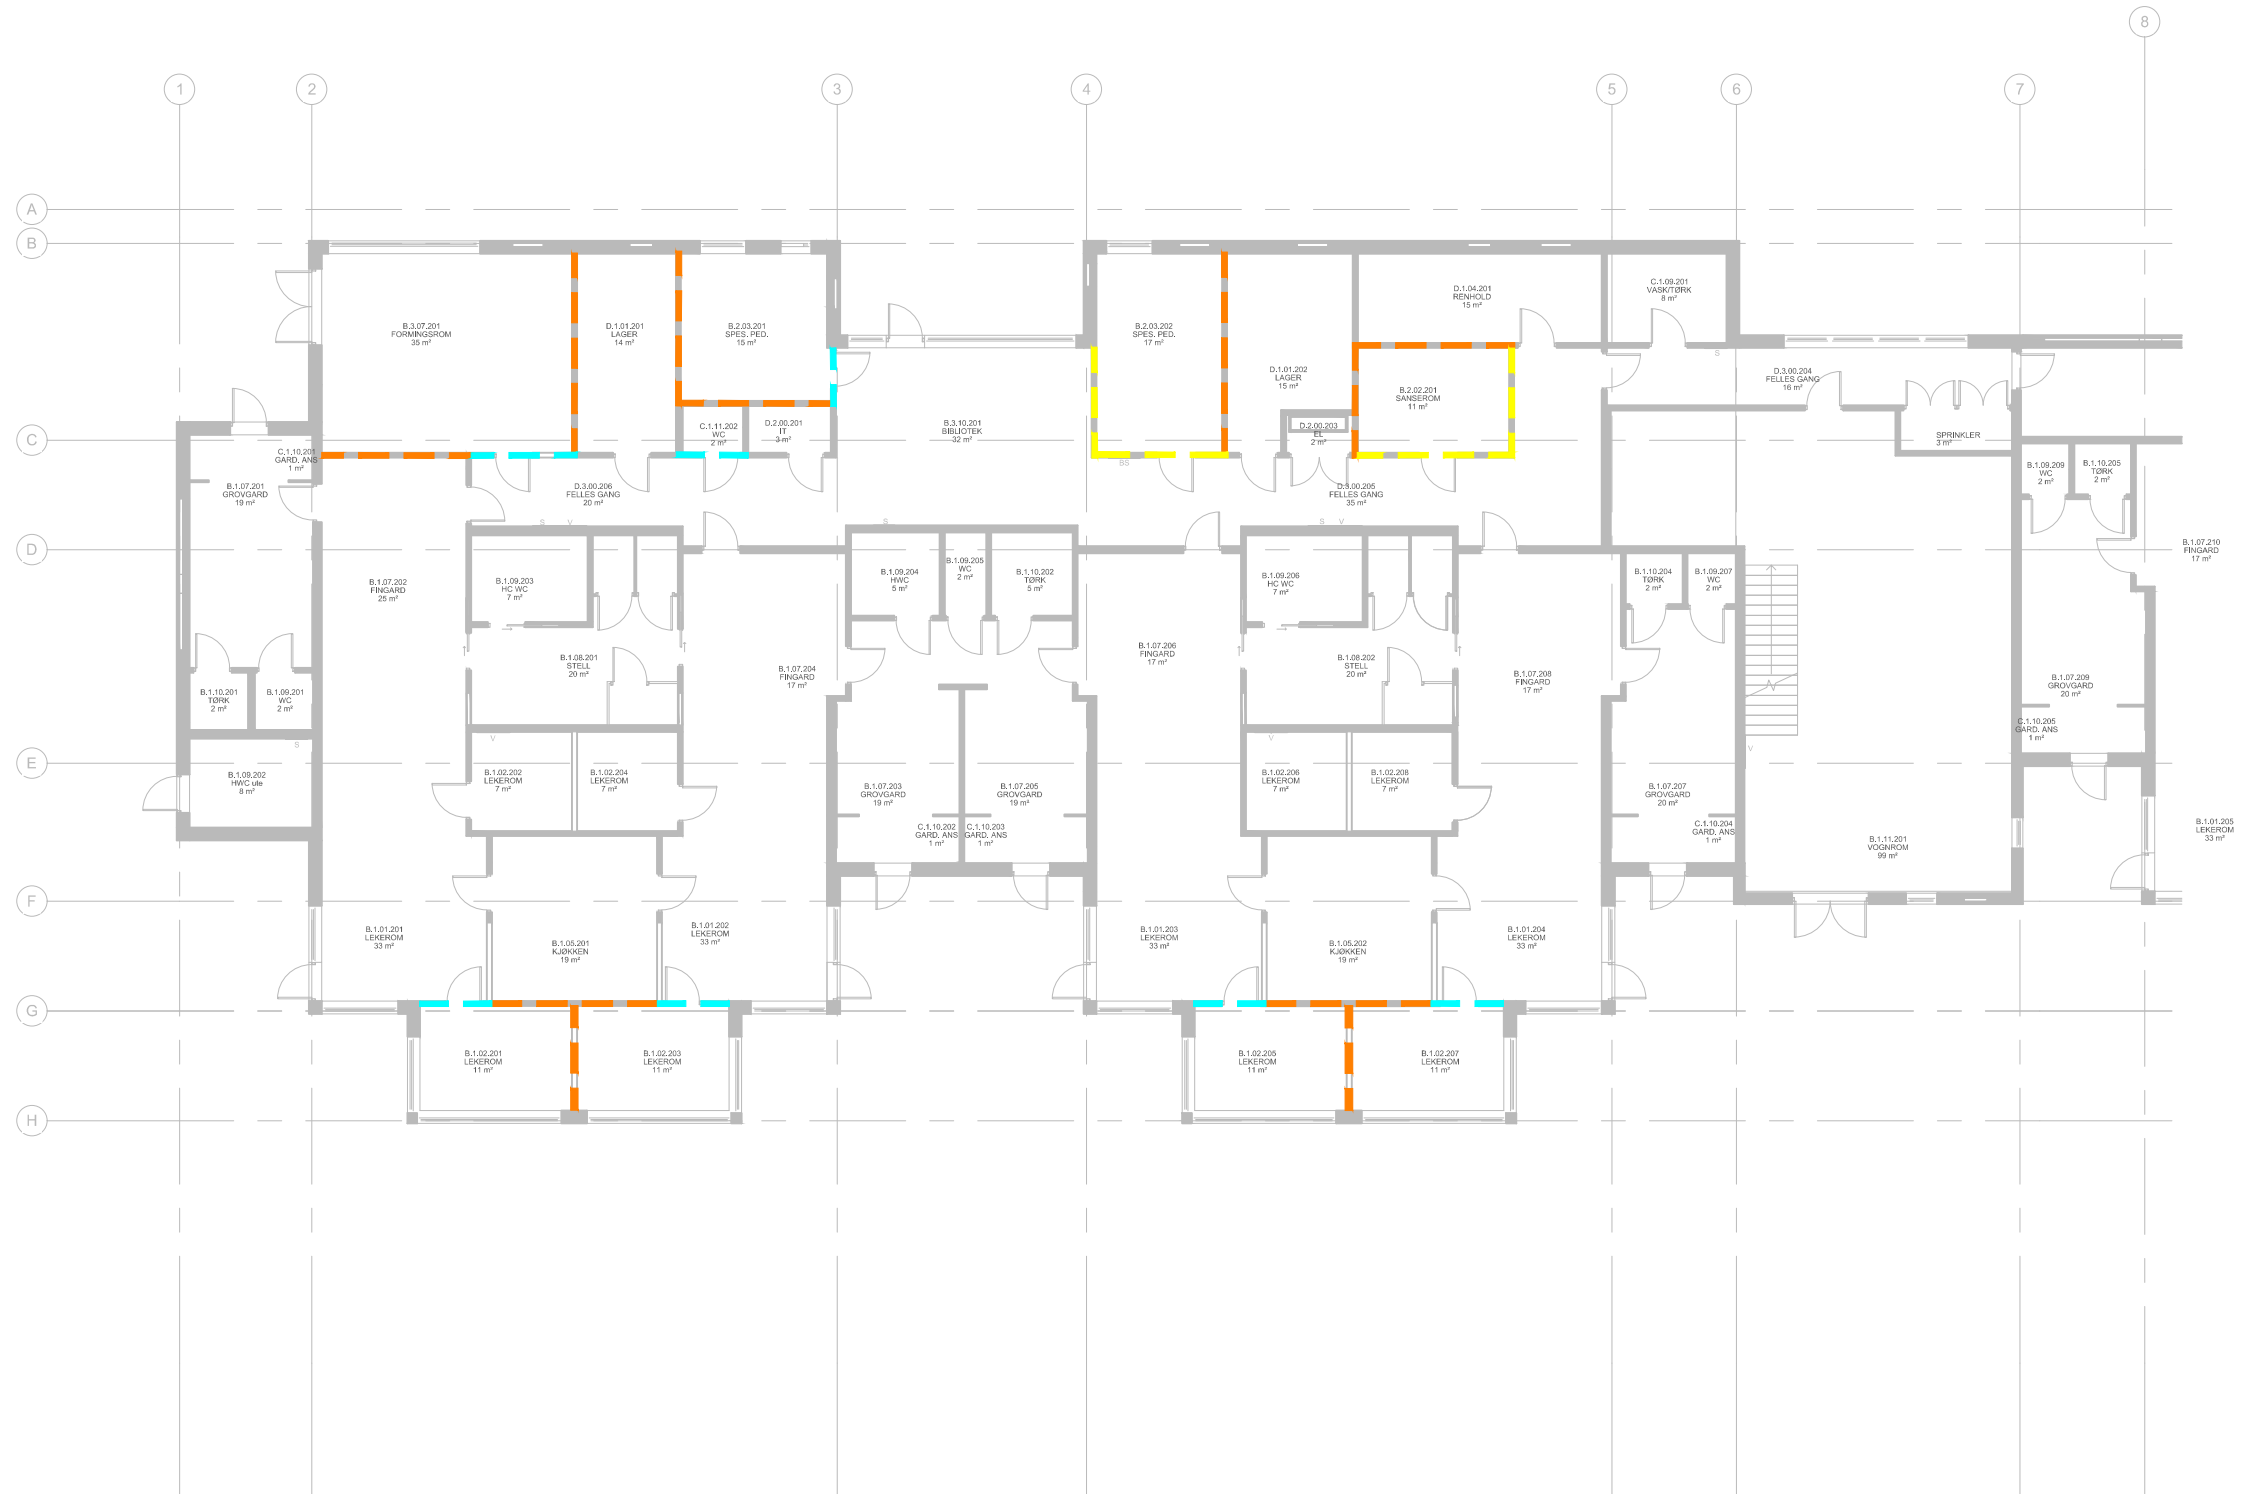 8
1
2
3
4
5
6
7
A
B
C.1.09.201
VASK/TØRK
8 m²
D.1.04.201
RENHOLD
15 m²
B.3.07.201
FORMINGSROM
35 m²
D.1.01.201
LAGER
14 m²
B.2.03.201
SPES. PED.
15 m²
B.2.03.202
SPES. PED.
17 m²
S
D.1.01.202
LAGER
15 m²
D.3.00.204
FELLES GANG
16 m²
B.2.02.201
SANSEROM
11 m²
C
C.1.11.202
WC
2 m²
D.2.00.201
IT
3 m²
B.3.10.201
BIBLIOTEK
32 m²
D.2.00.203
EL
2 m²
SPRINKLER
3 m²
C.1.10.201
GARD. ANS
1 m²
BS
B.1.09.209
WC
2 m²
B.1.10.205
TØRK
2 m²
B.1.07.201
GROVGARD
19 m²
D.3.00.206
FELLES GANG
20 m²
D.3.00.205
FELLES GANG
35 m²
S
V
S
S
V
D
B.1.07.210
FINGARD
17 m²
B.1.07.202
FINGARD
25 m²
B.1.09.203
HC WC
7 m²
B.1.09.204
HWC
5 m²
B.1.09.205
WC
2 m²
B.1.10.202
TØRK
5 m²
B.1.09.206
HC WC
7 m²
B.1.10.204
TØRK
2 m²
B.1.09.207
WC
2 m²
B.1.08.201
STELL
20 m²
B.1.07.204
FINGARD
17 m²
B.1.07.206
FINGARD
17 m²
B.1.08.202
STELL
20 m²
B.1.07.208
FINGARD
17 m²
B.1.07.209
GROVGARD
20 m²
B.1.10.201
TØRK
2 m²
B.1.09.201
WC
2 m²
C.1.10.205
GARD. ANS
1 m²
S
V
V
V
E
B.1.09.202
HWC ute
8 m²
B.1.02.202
LEKEROM
7 m²
B.1.02.204
LEKEROM
7 m²
B.1.07.203
GROVGARD
19 m²
B.1.07.205
GROVGARD
19 m²
B.1.02.206
LEKEROM
7 m²
B.1.02.208
LEKEROM
7 m²
B.1.07.207
GROVGARD
20 m²
C.1.10.202
GARD. ANS
1 m²
C.1.10.203
GARD. ANS
1 m²
C.1.10.204
GARD. ANS
1 m²
B.1.11.201
VOGNROM
99 m²
B.1.01.205
LEKEROM
33 m²
F
B.1.01.201
LEKEROM
33 m²
B.1.05.201
KJØKKEN
19 m²
B.1.01.202
LEKEROM
33 m²
B.1.01.203
LEKEROM
33 m²
B.1.05.202
KJØKKEN
19 m²
B.1.01.204
LEKEROM
33 m²
G
B.1.02.201
LEKEROM
11 m²
B.1.02.203
LEKEROM
11 m²
B.1.02.205
LEKEROM
11 m²
B.1.02.207
LEKEROM
11 m²
H